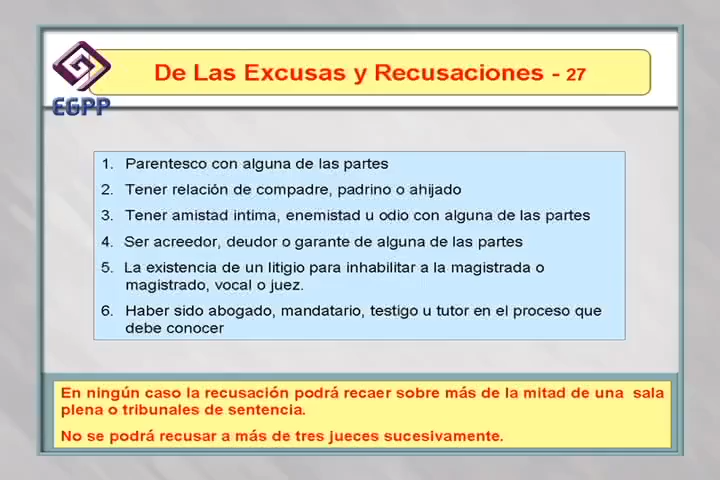 De Las Excusas y Recusaciones - 27
EGPP
1. Parentesco con alguna de las partes
2. Tener relación de compadre, padrino o ahijado
3. Tener amistad intima, enemistad u odio con alguna de las partes
4. Ser acreedor, deudor o garante de alguna de las partes
5. La existencia de un litigio para inhabilitar a la magistrada o
magistrado, vocal o juez.
6. Haber sido abogado, mandatario, testigo u tutor en el proceso que
debe conocer
En ningún caso la recusación podrá recaer sobre más de la mitad de una sala
plena o tribunales de sentencia.
No se podrá recusar a más de tres jueces sucesivamente.